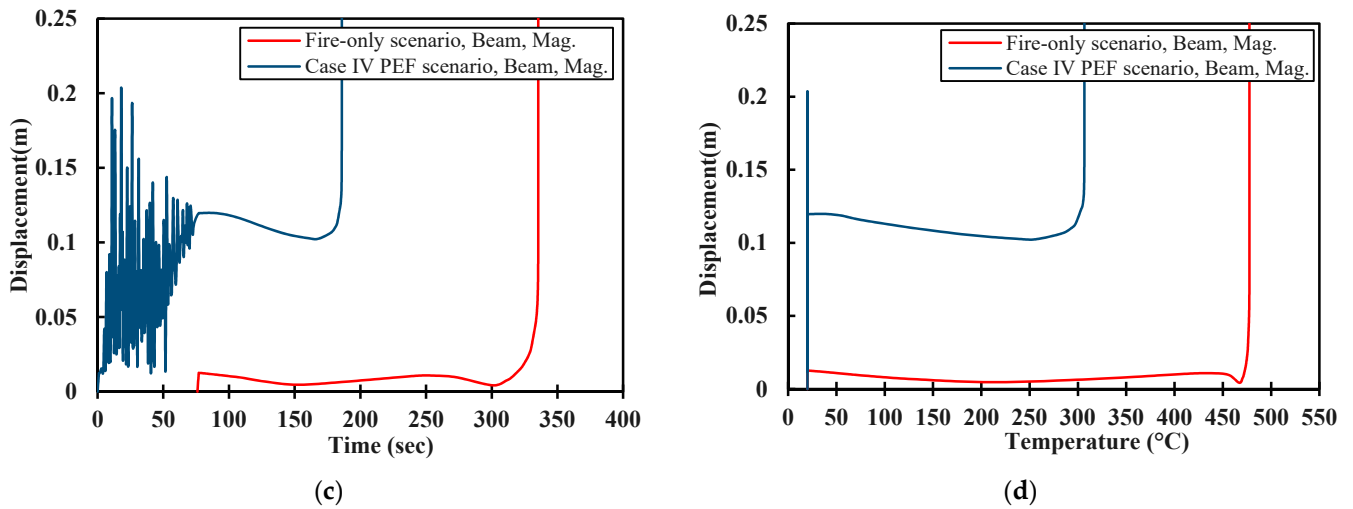 Fire-only scenario, Beam, Mag.
Case IV PEF scenario, Beam, Mag.
0.25
0.2
0.15
0.1
0.05
0
Displacement(m)
0 50 100 150 200 250 300 350 400
Time (sec)
(c)
Fire-only scenario, Beam, Mag.
Case IV PEF scenario, Beam, Mag.
0.25
0.2
0.15
0.1
0.05
0
Displacement(m)
0 50 100 150 200 250 300 350 400 450 500 550
Temperature (°C)
(d)